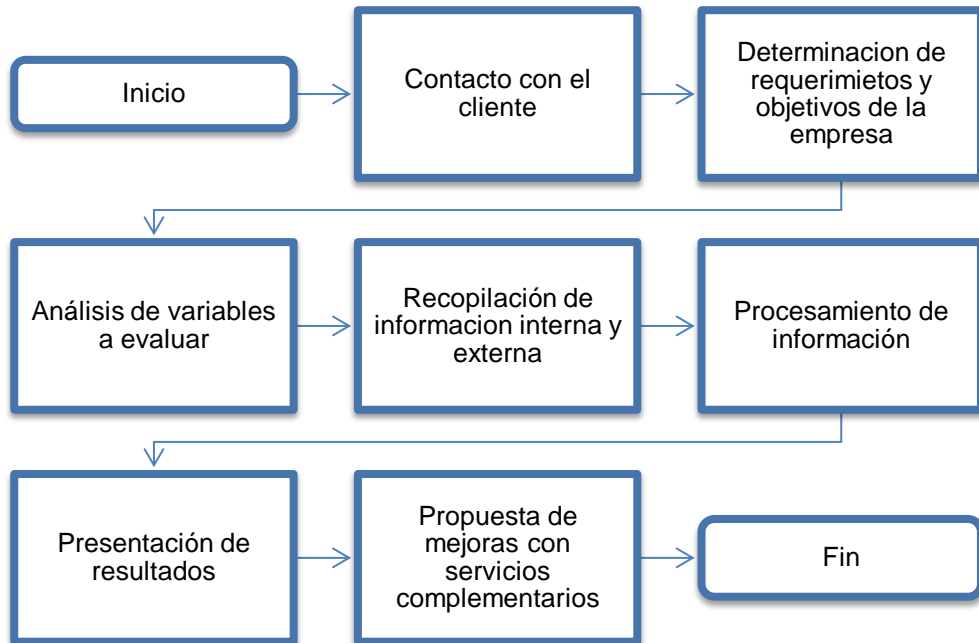 Inicio
Contacto con el
cliente
Determinacion de
requerimietos y
objetivos de la
empresa
Análisis de variables
a evaluar
Recopilación de
informacion interna y
externa
Procesamiento de
información
Presentación de
resultados
Propuesta de
mejoras con
servicios
complementarios
Fin